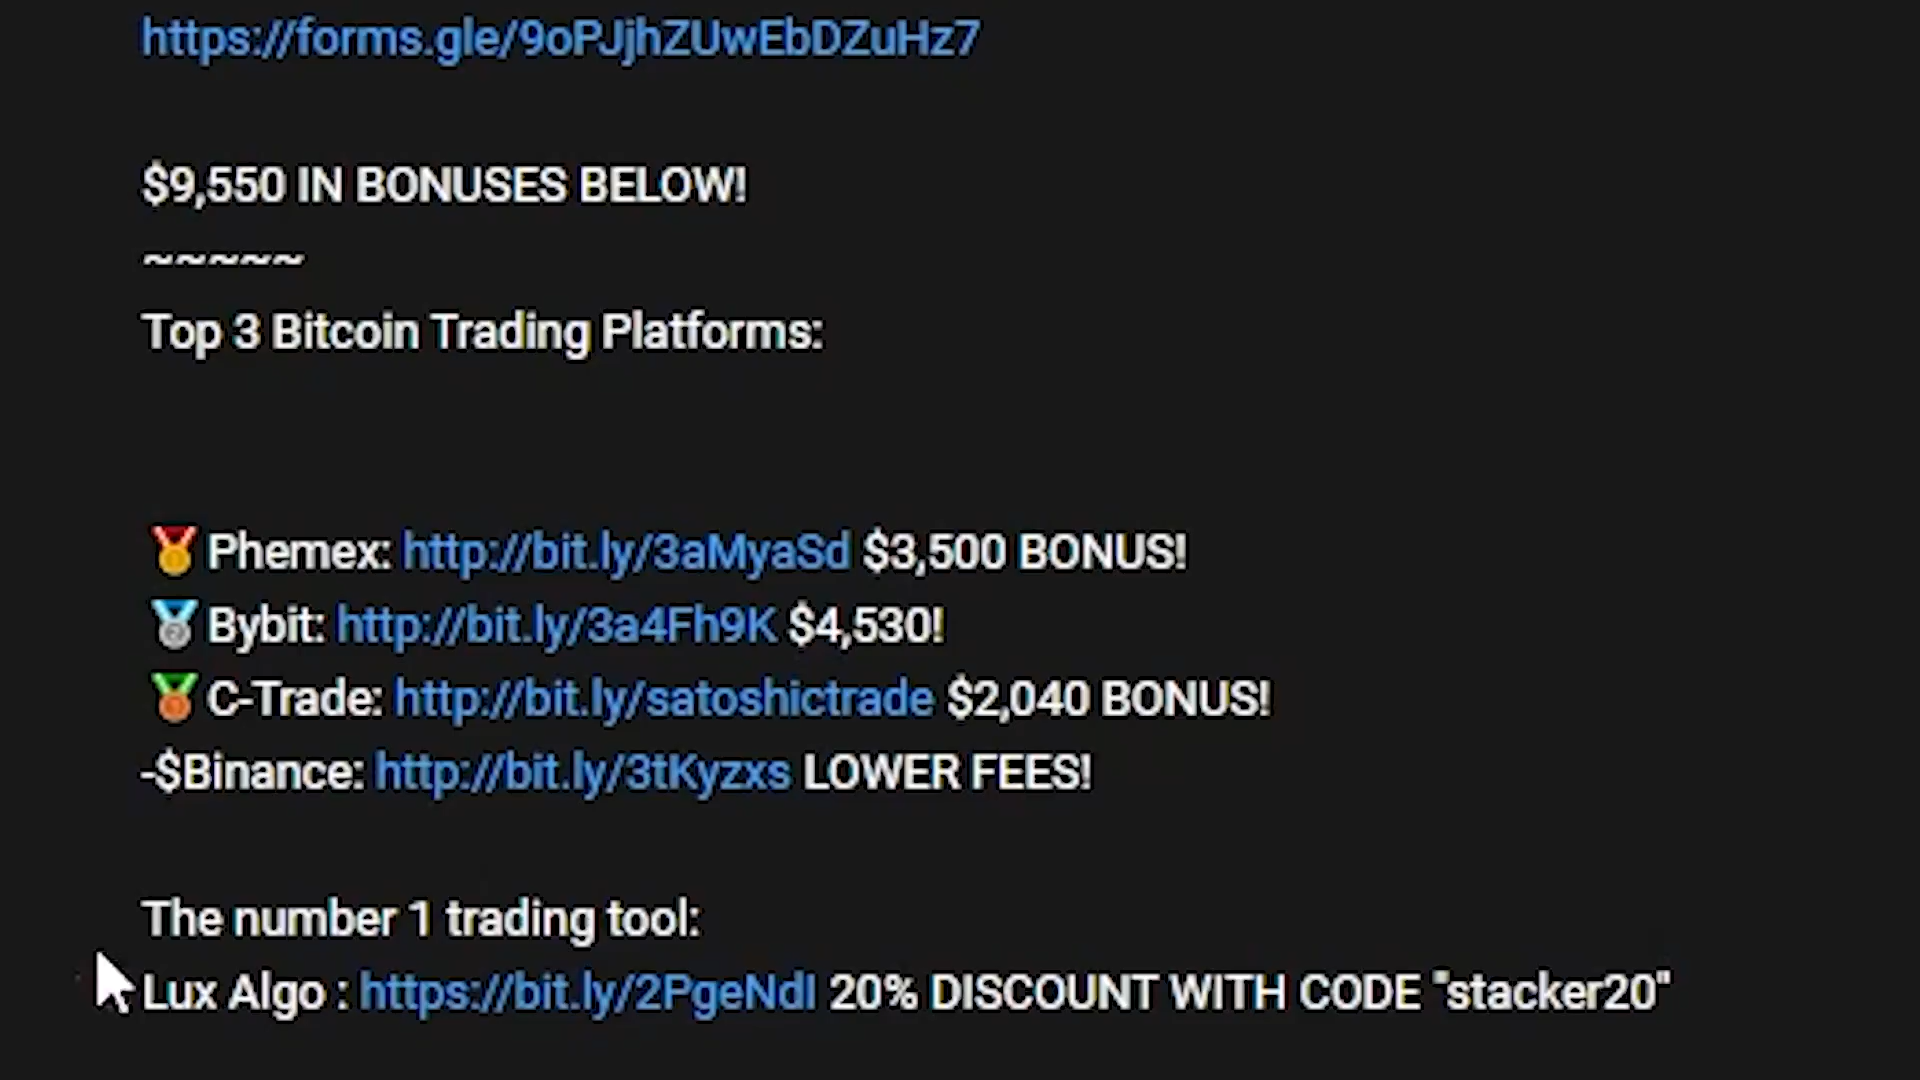 https://forms.gle/9oPJjhZUwEbDZuHz7
$9,550 IN BONUSES BELOW!
~~~~~
Top 3 Bitcoin Trading Platforms:
🥇Phemex: http://bit.ly/3aMyaSd $3,500 BONUS!
🥈Bybit: http://bit.ly/3a4Fh9K $4,530!
🥉C-Trade: http://bit.ly/satoshictrade $2,040 BONUS!
-$Binance: http://bit.ly/3tKyzxs LOWER FEES!
The number 1 trading tool:
Lux Algo : https://bit.ly/2PgeNdI 20% DISCOUNT WITH CODE "stacker20"